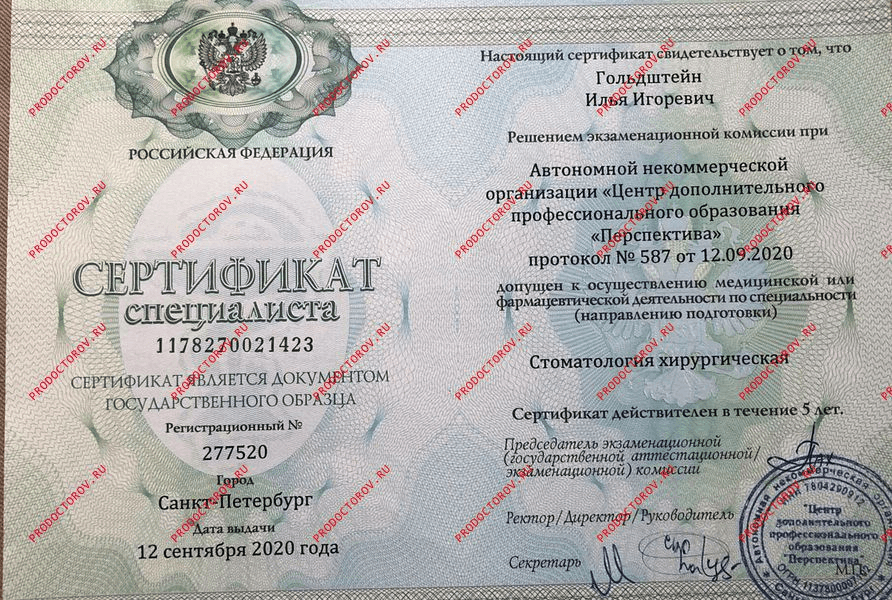 РОССИЙСКАЯ ФЕДЕРАЦИЯ
СЕРТИФИКАТ
специалиста
1178270021423
СЕРТИФИКАТ ЯВЛЯЕТСЯ ДОКУМЕНТОМ
ГОСУДАРСТВЕННОГО ОБРАЗЦА
Регистрационный №
277520
Город
Санкт-Петербург
Дата выдачи
12 сентября 2020 года
Настоящий сертификат свидетельствует о том, что
Гольдштейн
Илья Игоревич
Решением экзаменационной комиссии при
Автономной некоммерческой
организации «Центр дополнительного
профессионального образования
«Перспектива»
протокол № 587 от 12.09.2020
допущен к осуществлению медицинской или
фармацевтической деятельности по специальности
(направлению подготовки)
Стоматология хирургическая
Сертификат действителен в течение 5 лет.
Председатель экзаменационной
(государственной аттестационной/
экзаменационной) комиссии
Ректор/Директор/Руководитель
Секретарь
М.П.
Автономная некоммерческая
ИНН 7804290912
"Центр
дополнительного
профессионального
образования
"Перспектива"
PRODOCTOROV.RU